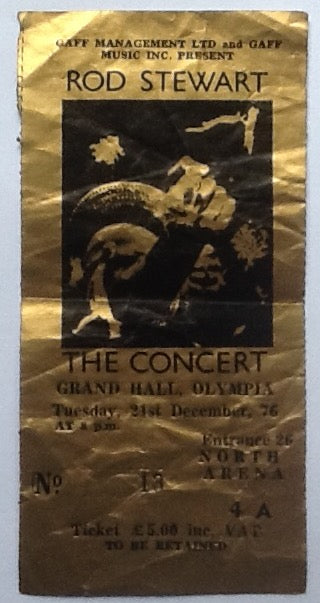 GAFF MANAGEMENT LTD and GAFF
MUSIC INC. PRESENT
ROD STEWART
THE CONCERT
GRAND HALL, OLYMPIA
Tuesday, 21st December, 76
AT 8 p.m.
Entrance 26
NORTH
ARENA
No 15
4 A
Ticket £5.00 inc. VAT
TO BE RETAINED